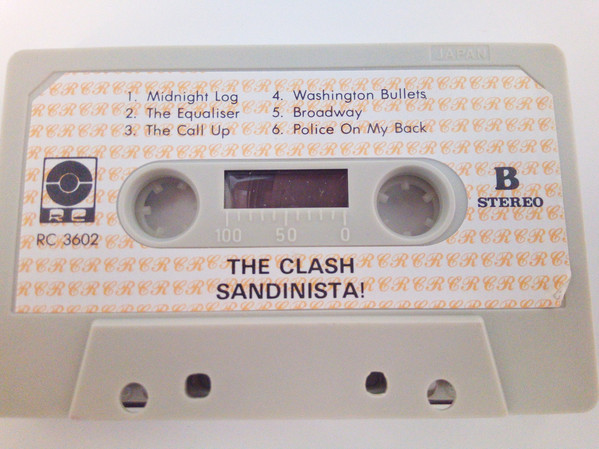 JAPAN
1. Midnight Log
2. The Equaliser
3. The Call Up
4. Washington Bullets
5. Broadway
6. Police On My Back
RC
RC 3602
B
STEREO
100 50 0
THE CLASH
SANDINISTA!